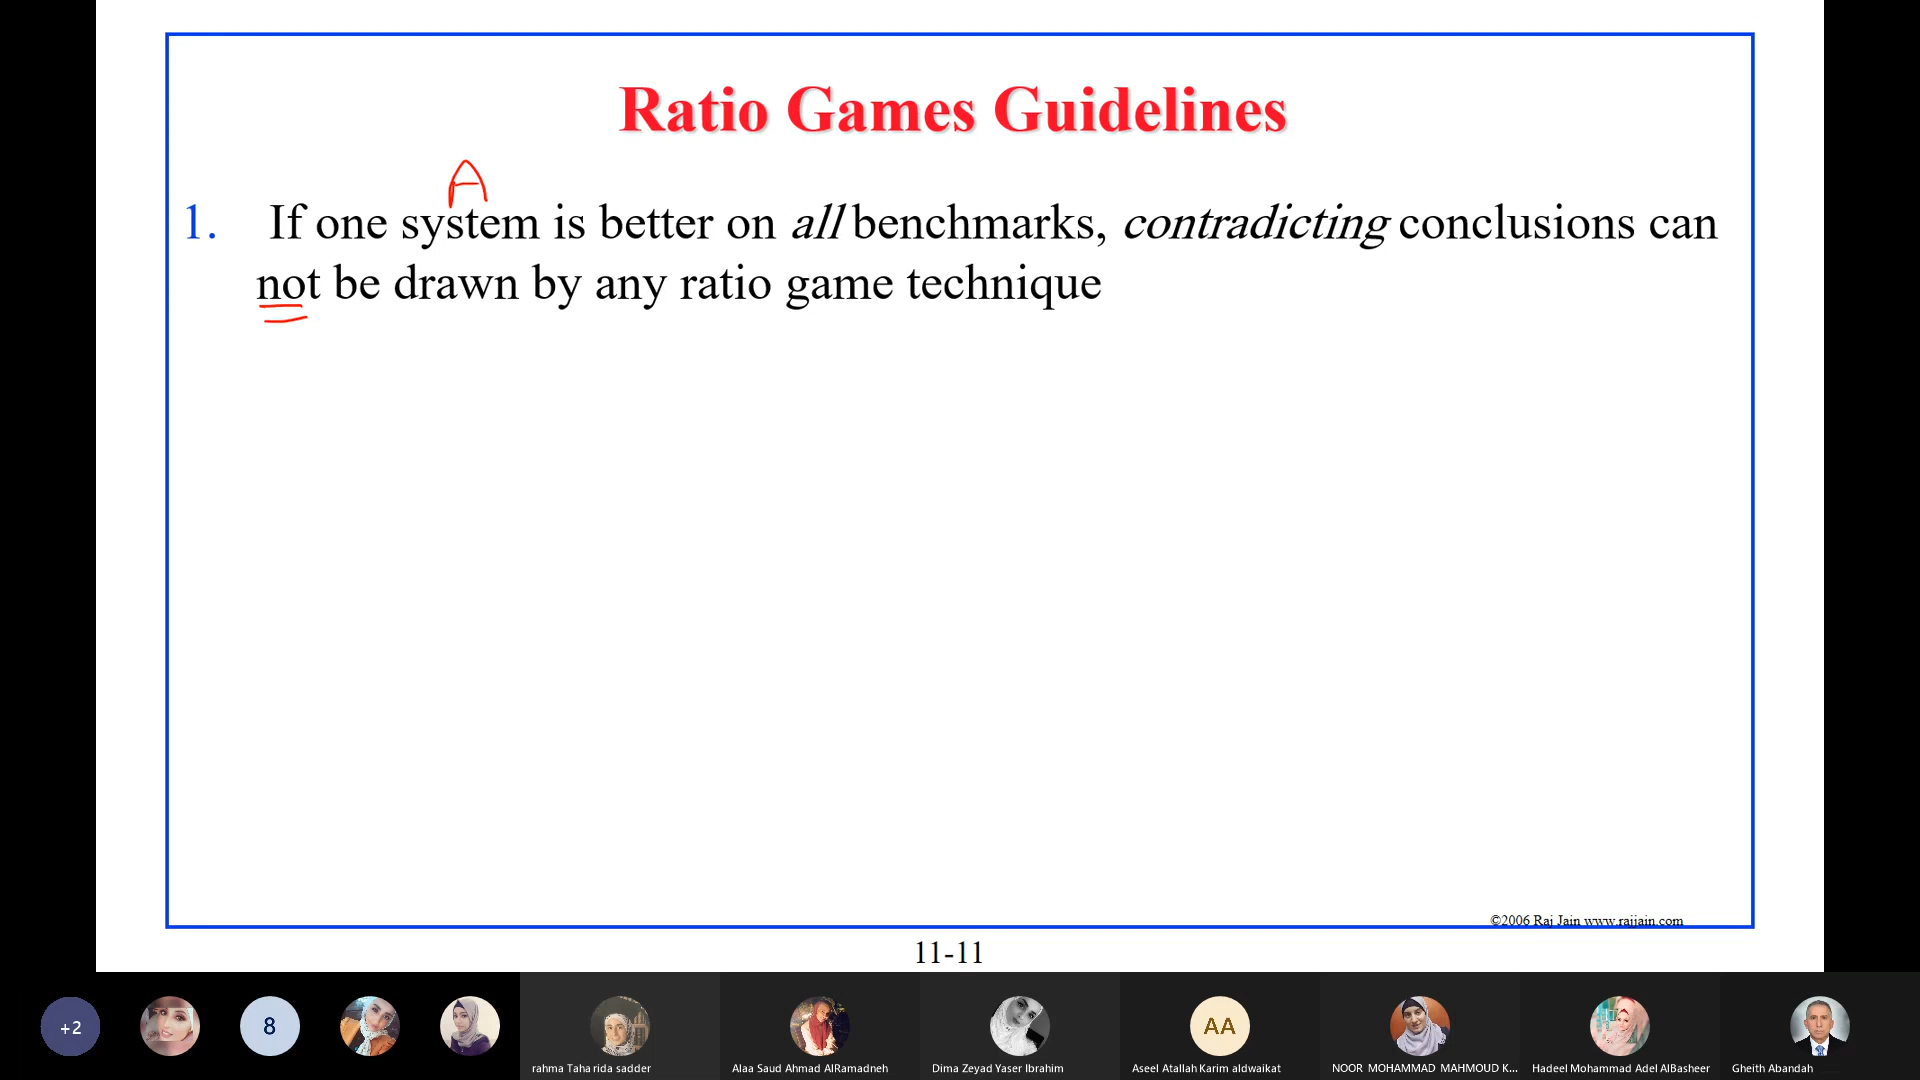 Ratio Games Guidelines
A
1. If one system is better on all benchmarks, contradicting conclusions can
not be drawn by any ratio game technique
©2006 Raj Jain www.rajjain.com
11-11
+2
8
AA
rahma Taha rida sadder
Alaa Saud Ahmad AlRamadneh
Dima Zeyad Yaser Ibrahim
Aseel Atallah Karim aldwaikat
NOOR MOHAMMAD MAHMOUD K...
Hadeel Mohammad Adel AlBasheer
Gheith Abandah